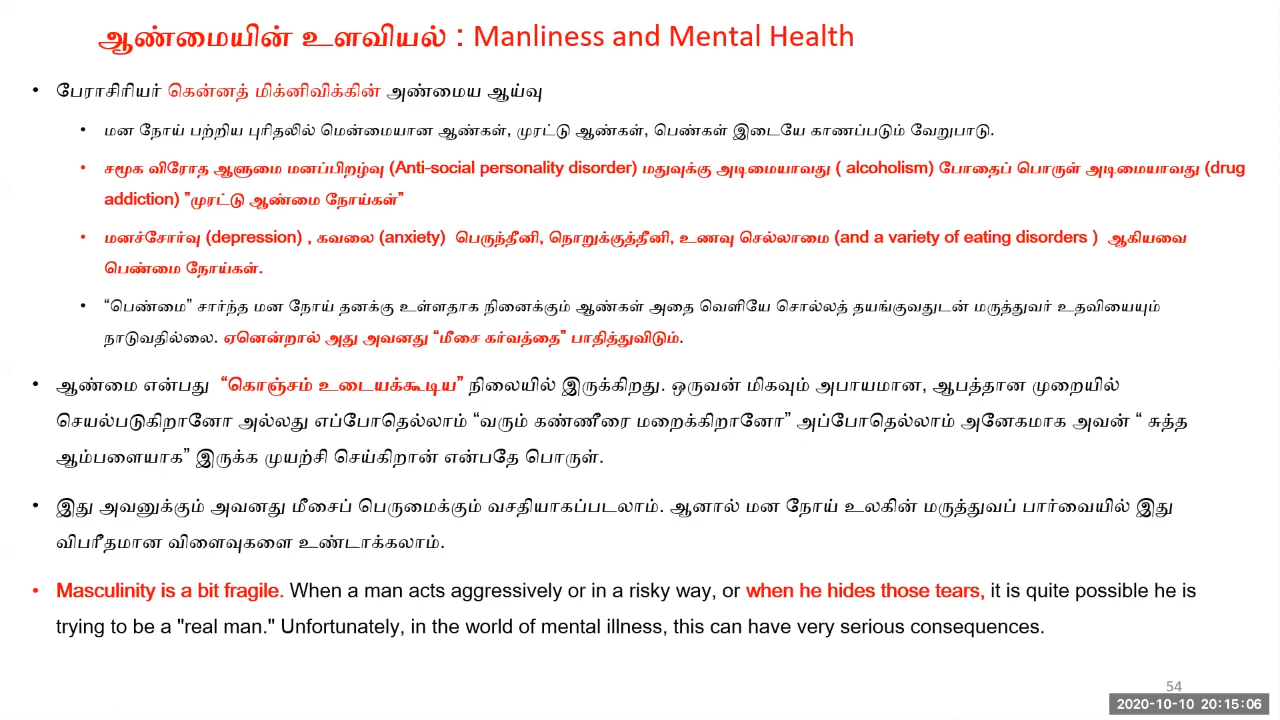 ஆண்மையின் உளவியல் : Manliness and Mental Health
• பேராசிரியர் கென்னத் மிக்னிவிக்கின் அண்மைய ஆய்வு
• மன நோய் பற்றிய புரிதலில் மென்மையான ஆண்கள், முரட்டு ஆண்கள், பெண்கள் இடையே காணப்படும் வேறுபாடு.
• சமூக விரோத ஆளுமை மனப்பிறழ்வு (Anti-social personality disorder) மதுவுக்கு அடிமையாவது ( alcoholism) போதைப் பொருள் அடிமையாவது (drug
addiction) "முரட்டு ஆண்மை நோய்கள்"
• மனச்சோர்வு (depression) , கவலை (anxiety) பெருந்தீனி, நொறுக்குத்தீனி, உணவு செல்லாமை (and a variety of eating disorders ) ஆகியவை
பெண்மை நோய்கள்.
• “பெண்மை” சார்ந்த மன நோய் தனக்கு உள்ளதாக நினைக்கும் ஆண்கள் அதை வெளியே சொல்லத் தயங்குவதுடன் மருத்துவர் உதவியையும்
நாடுவதில்லை. ஏனென்றால் அது அவனது “மீசை கர்வத்தை” பாதித்துவிடும்.
• ஆண்மை என்பது “கொஞ்சம் உடையக்கூடிய” நிலையில் இருக்கிறது. ஒருவன் மிகவும் அபாயமான, ஆபத்தான முறையில்
செயல்படுகிறானோ அல்லது எப்போதெல்லாம் “வரும் கண்ணீரை மறைக்கிறானோ” அப்போதெல்லாம் அனேகமாக அவன் “ சுத்த
ஆம்பளையாக” இருக்க முயற்சி செய்கிறான் என்பதே பொருள்.
• இது அவனுக்கும் அவனது மீசைப் பெருமைக்கும் வசதியாகப்படலாம். ஆனால் மன நோய் உலகின் மருத்துவப் பார்வையில் இது
விபரீதமான விளைவுகளை உண்டாக்கலாம்.
• Masculinity is a bit fragile. When a man acts aggressively or in a risky way, or when he hides those tears, it is quite possible he is
trying to be a "real man." Unfortunately, in the world of mental illness, this can have very serious consequences.
54
2020-10-10 20:15:06